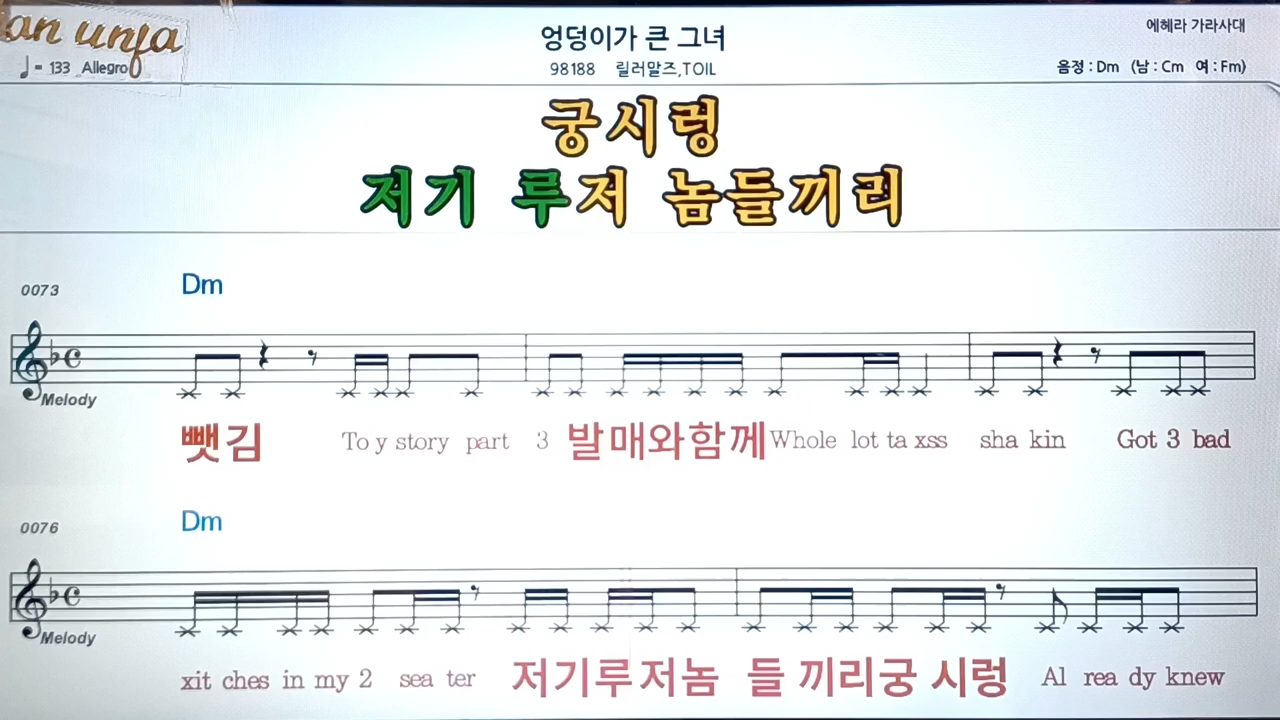 an unja
♩= 133 Allegro
엉덩이가 큰 그녀
98188 릴러말즈,TOIL
에헤라 가라사대
음정 : Dm (남 : Cm 여 : Fm)
궁시렁
저기 루저 놈들끼리
0073
Dm
Melody
뺏김 To y story part 3 발매와함께 Whole lot ta xss sha kin Got 3 bad
0076
Dm
Melody
xit ches in my 2 sea ter 저기루저놈 들 끼리궁 시렁 Al rea dy knew